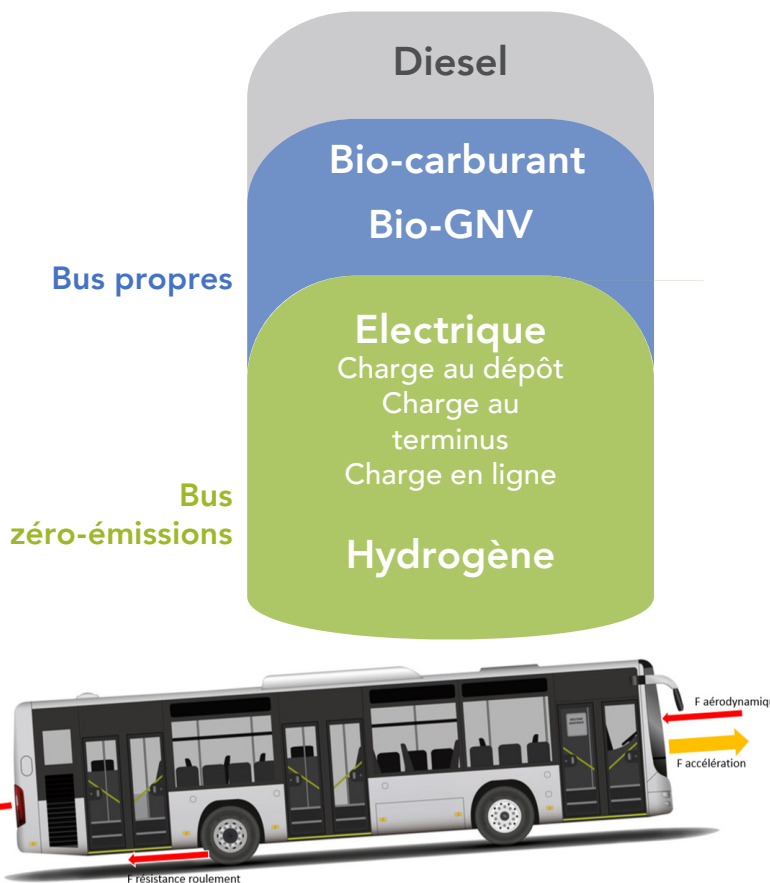 Diesel
Bio-carburant
Bio-GNV
Bus propres
Electrique
Charge au dépôt
Charge au
terminus
Charge en ligne
Bus
zéro-émissions
Hydrogène
F aérodynamiqu
F accélération
F résistance roulement